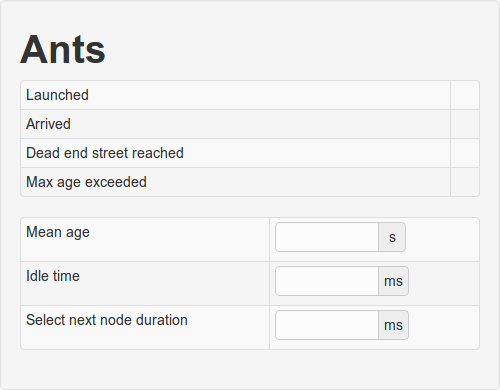 Ants
Launched
Arrived
Dead end street reached
Max age exceeded
Mean age s
Idle time ms
Select next node duration ms